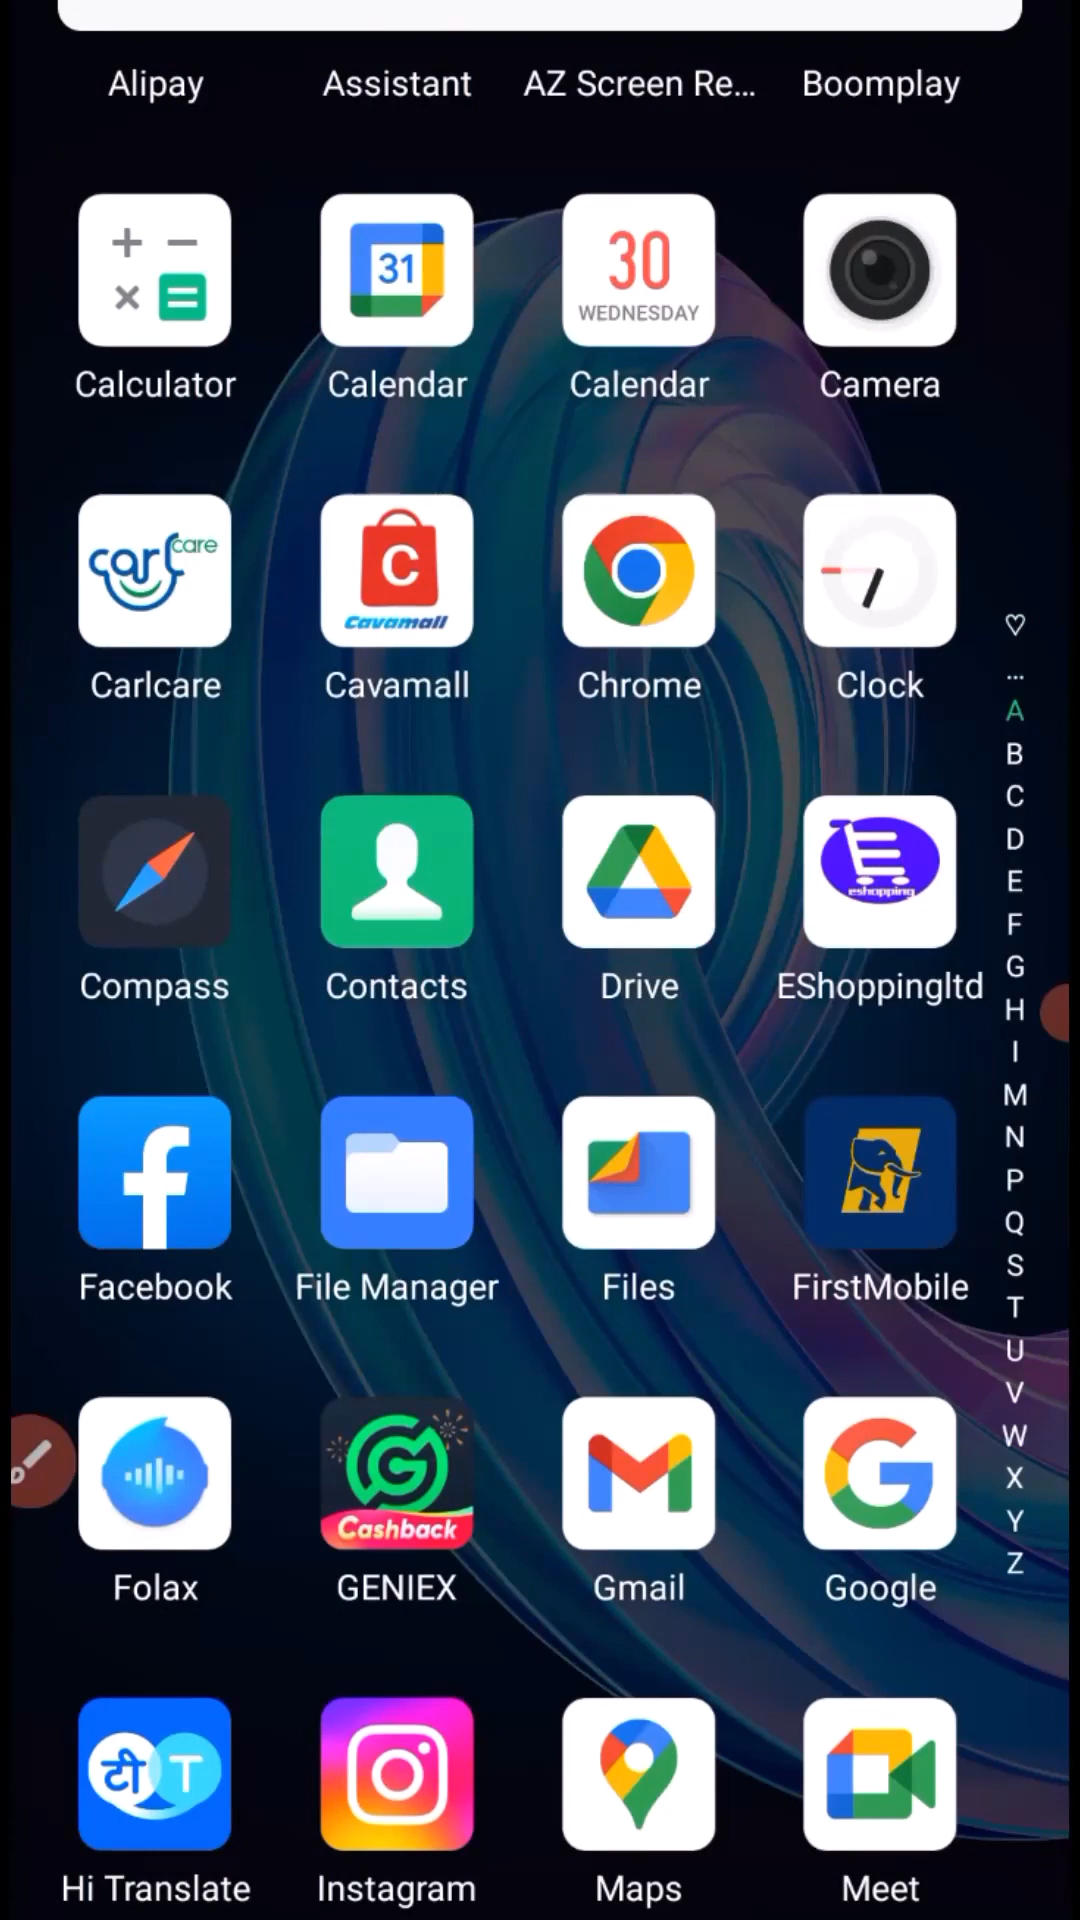 Alipay Assistant AZ Screen Re... Boomplay
31 30
WEDNESDAY
Calculator Calendar Calendar Camera
carl care C
Cavamall
Carlcare Cavamall Chrome Clock
♡
...
A
B
C
D
E
F
G
H
I
M
N
P
Q
S
T
U
V
W
X
Y
Z
E
eshopping
Compass Contacts Drive EShoppingltd
f
Facebook File Manager Files FirstMobile
G
Cashback
M G
Folax GENIEX Gmail Google
टी T
Hi Translate Instagram Maps Meet